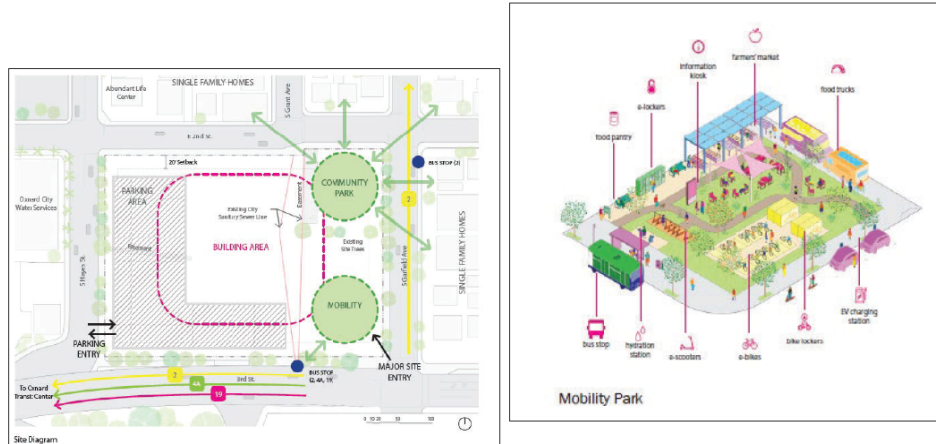 SINGLE FAMILY HOMES
Abundant Life
Center
S Grant Ave
E 2nd St.
BUS STOP (2)
20' Setback
Easement
COMMUNITY
PARK
PARKING
AREA
Oxnard City
Water Services
Existing City
Sanitary Sewer Line
2
BUILDING AREA
Existing
Site Trees
S Hayes St.
S Garfield Ave
SINGLE FAMILY HOMES
MOBILITY
PARKING
ENTRY
MAJOR SITE
ENTRY
BUS STOP
(2, 4A, 19)
3rd St.
2
4A
19
To Oxnard
Transit Center
0
100
Site Diagram
information
kiosk
farmers' market
e-lockers
food trucks
food pantry
bus stop
hydration
station
e-scooters
e-bikes
bike lockers
EV charging
station
Mobility Park